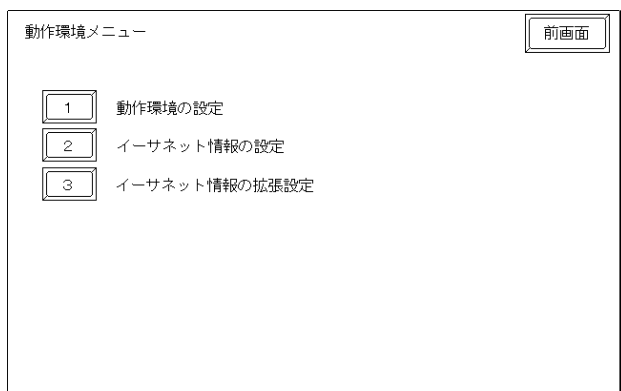 動作環境メニュー
前画面
1 動作環境の設定
2 イーサネット情報の設定
3 イーサネット情報の拡張設定